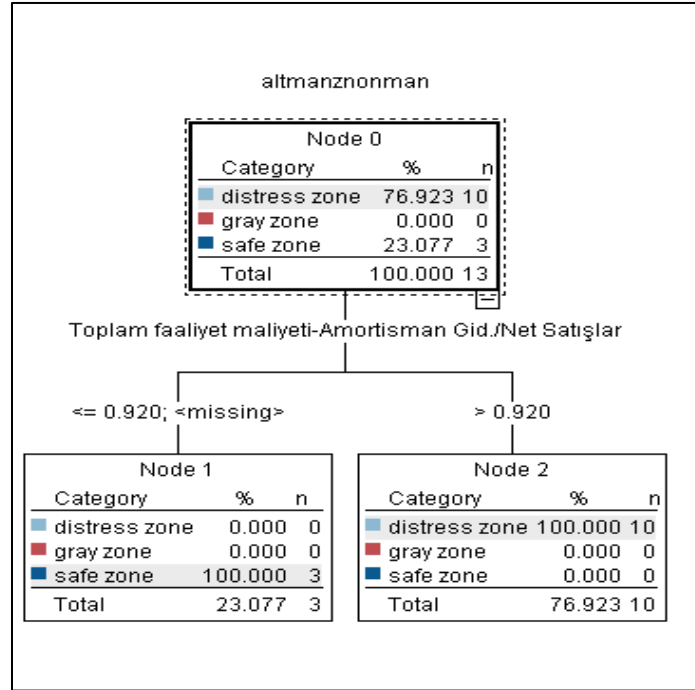 altmanznonman
Node 0
Category % n
distress zone 76.923 10
gray zone 0.000 0
safe zone 23.077 3
Total 100.000 13
Toplam faaliyet maliyeti-Amortisman Gid./Net Satışlar
<= 0.920; <missing>
> 0.920
Node 1
Category % n
distress zone 0.000 0
gray zone 0.000 0
safe zone 100.000 3
Total 23.077 3
Node 2
Category % n
distress zone 100.000 10
gray zone 0.000 0
safe zone 0.000 0
Total 76.923 10